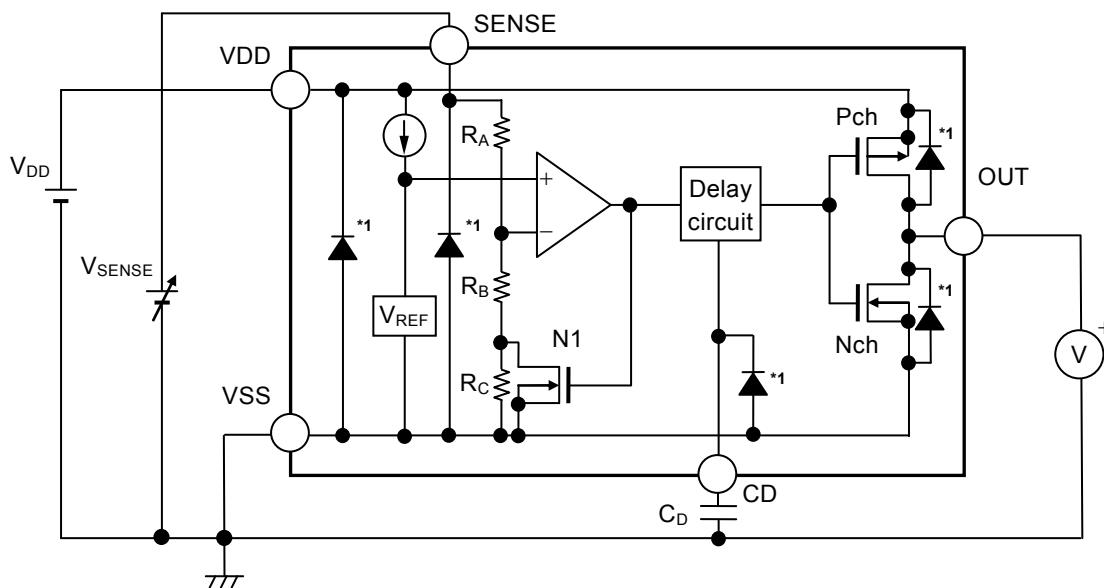 SENSE
VDD
Pch
*1
RA
VDD
+
Delay
circuit
OUT
*1
*1
−
VSENSE
RB
*1
VREF
N1
+
V
Nch
RC
*1
VSS
CD
CD